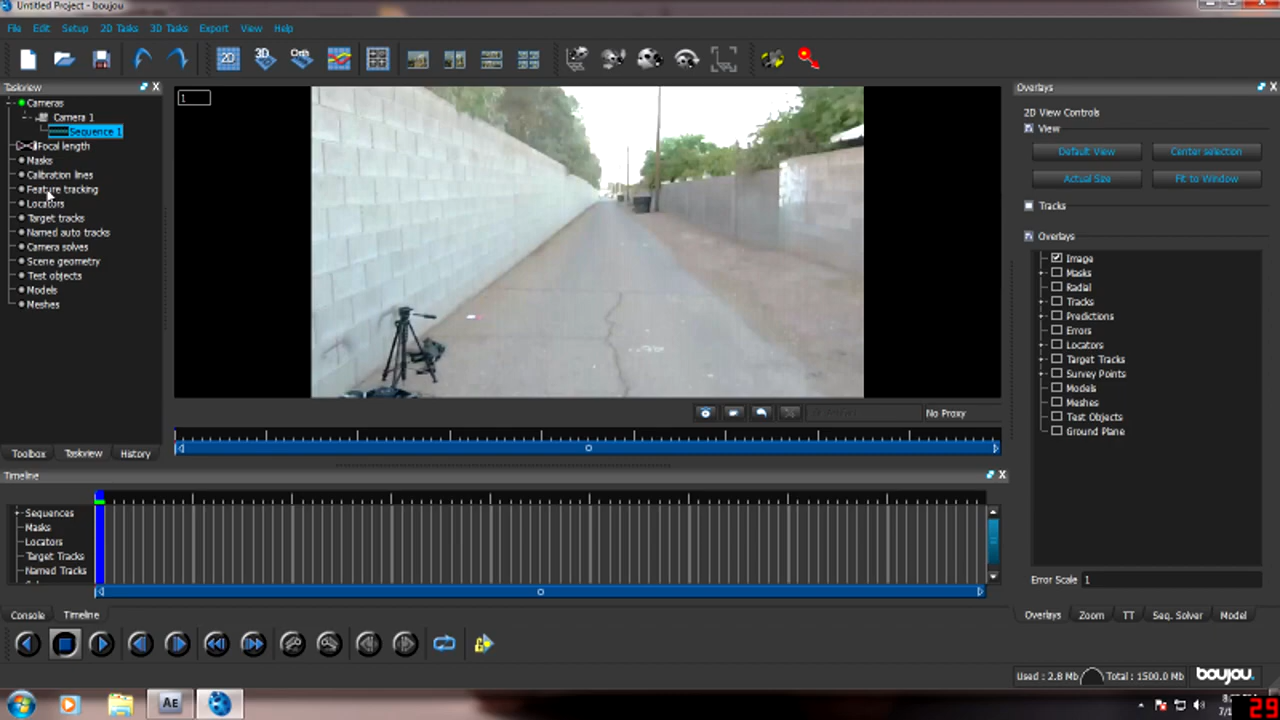 Untitled Project - boujou
File Edit Setup 2D Tasks 3D Tasks Export View Help
2D 3D Orth
Taskview
Cameras
Camera 1
Sequence 1
Focal length
Masks
Calibration lines
Feature tracking
Locators
Target tracks
Named auto tracks
Camera solves
Scene geometry
Test objects
Models
Meshes
Toolbox Taskview History
1
No Proxy
Overlays
2D View Controls
View
Default View Center selection
Actual Size Fit to Window
Tracks
Overlays
Image
Masks
Radial
Tracks
Predictions
Errors
Locators
Target Tracks
Survey Points
Models
Meshes
Test Objects
Ground Plane
Error Scale 1
Overlays Zoom TT Seq. Solver Model
Timeline
Sequences
Masks
Locators
Target Tracks
Named Tracks
Console Timeline
Used : 2.8 Mb Total : 1500.0 Mb
boujou.
AE
29